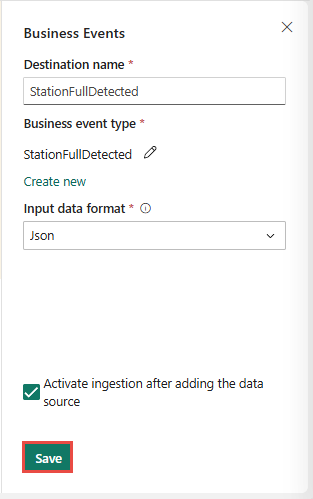 Business Events
Destination name *
StationFullDetected
Business event type *
StationFullDetected
Create new
Input data format *
Json
Activate ingestion after adding the data
source
Save